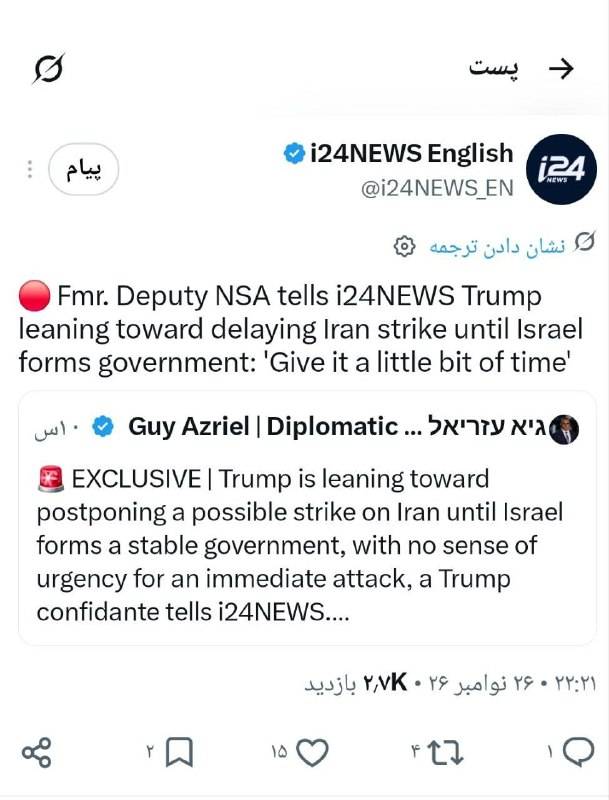 پست
i24 NEWS
i24NEWS English
@i24NEWS_EN
پیام
نشان دادن ترجمه
🔴 Fmr. Deputy NSA tells i24NEWS Trump
leaning toward delaying Iran strike until Israel
forms government: 'Give it a little bit of time'
Guy Azriel | Diplomatic ... גיא עזריאל · ۱۰س
🚨 EXCLUSIVE | Trump is leaning toward
postponing a possible strike on Iran until Israel
forms a stable government, with no sense of
urgency for an immediate attack, a Trump
confidante tells i24NEWS....
۲۲:۲۱ • ۲۶ نوامبر ۲۶ • ۲٫۷K بازدید
۱ ۴ ۱۵ ۲